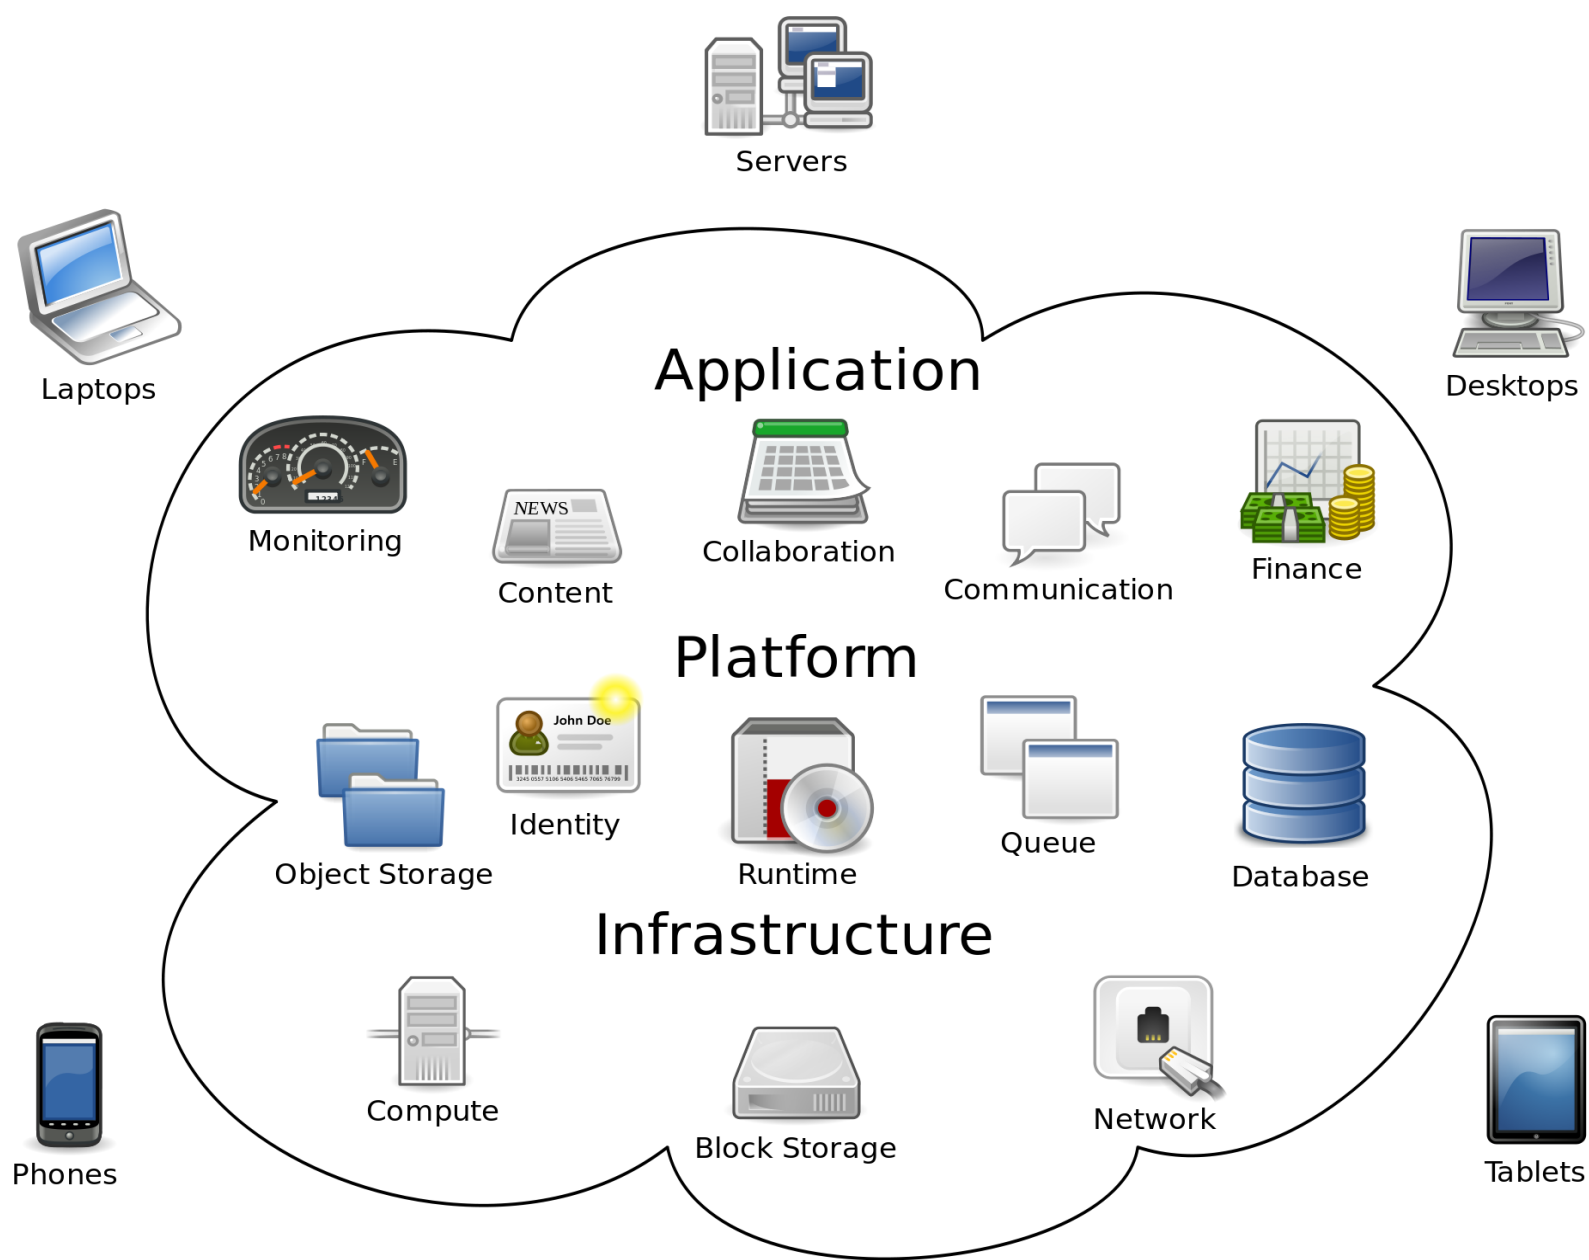 Servers
Laptops
Desktops
Application
Monitoring
NEWS
Content
Collaboration
Communication
Finance
Platform
Object Storage
John Doe
Identity
Runtime
Queue
Database
Infrastructure
Compute
Block Storage
Network
Phones
Tablets